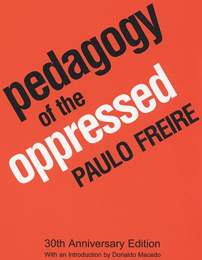 pedagogy
of the
oppressed
PAULO FREIRE
30th Anniversary Edition
With an Introduction by Donaldo Macedo